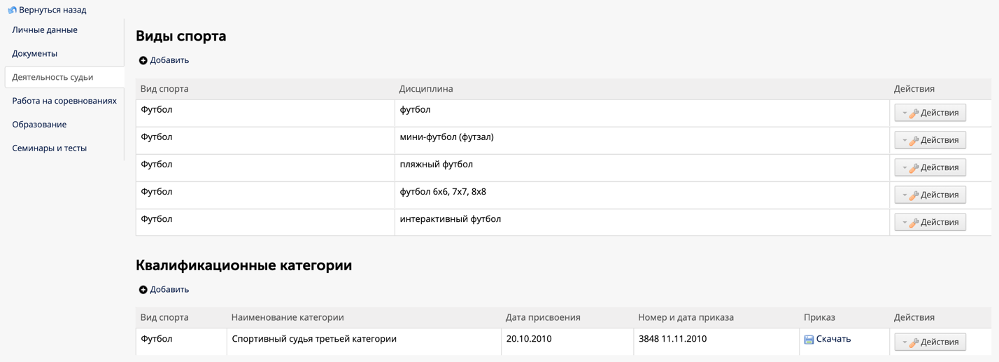 Вернуться назад
Личные данные
Документы
Деятельность судьи
Работа на соревнованиях
Образование
Семинары и тесты
Виды спорта
Добавить
Вид спорта Дисциплина Действия
Футбол футбол Действия
Футбол мини-футбол (футзал) Действия
Футбол пляжный футбол Действия
Футбол футбол 6х6, 7х7, 8х8 Действия
Футбол интерактивный футбол Действия
Квалификационные категории
Добавить
Вид спорта Наименование категории Дата присвоения Номер и дата приказа Приказ Действия
Футбол Спортивный судья третьей категории 20.10.2010 3848 11.11.2010 Скачать Действия